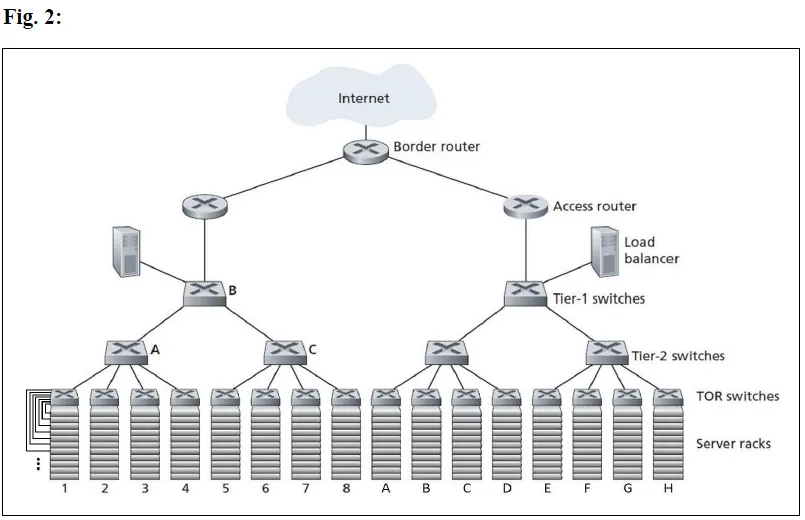 Fig. 2:
Internet
Border router
Access router
Load
balancer
B
Tier-1 switches
A
C
Tier-2 switches
TOR switches
Server racks
1 2 3 4 5 6 7 8 A B C D E F G H